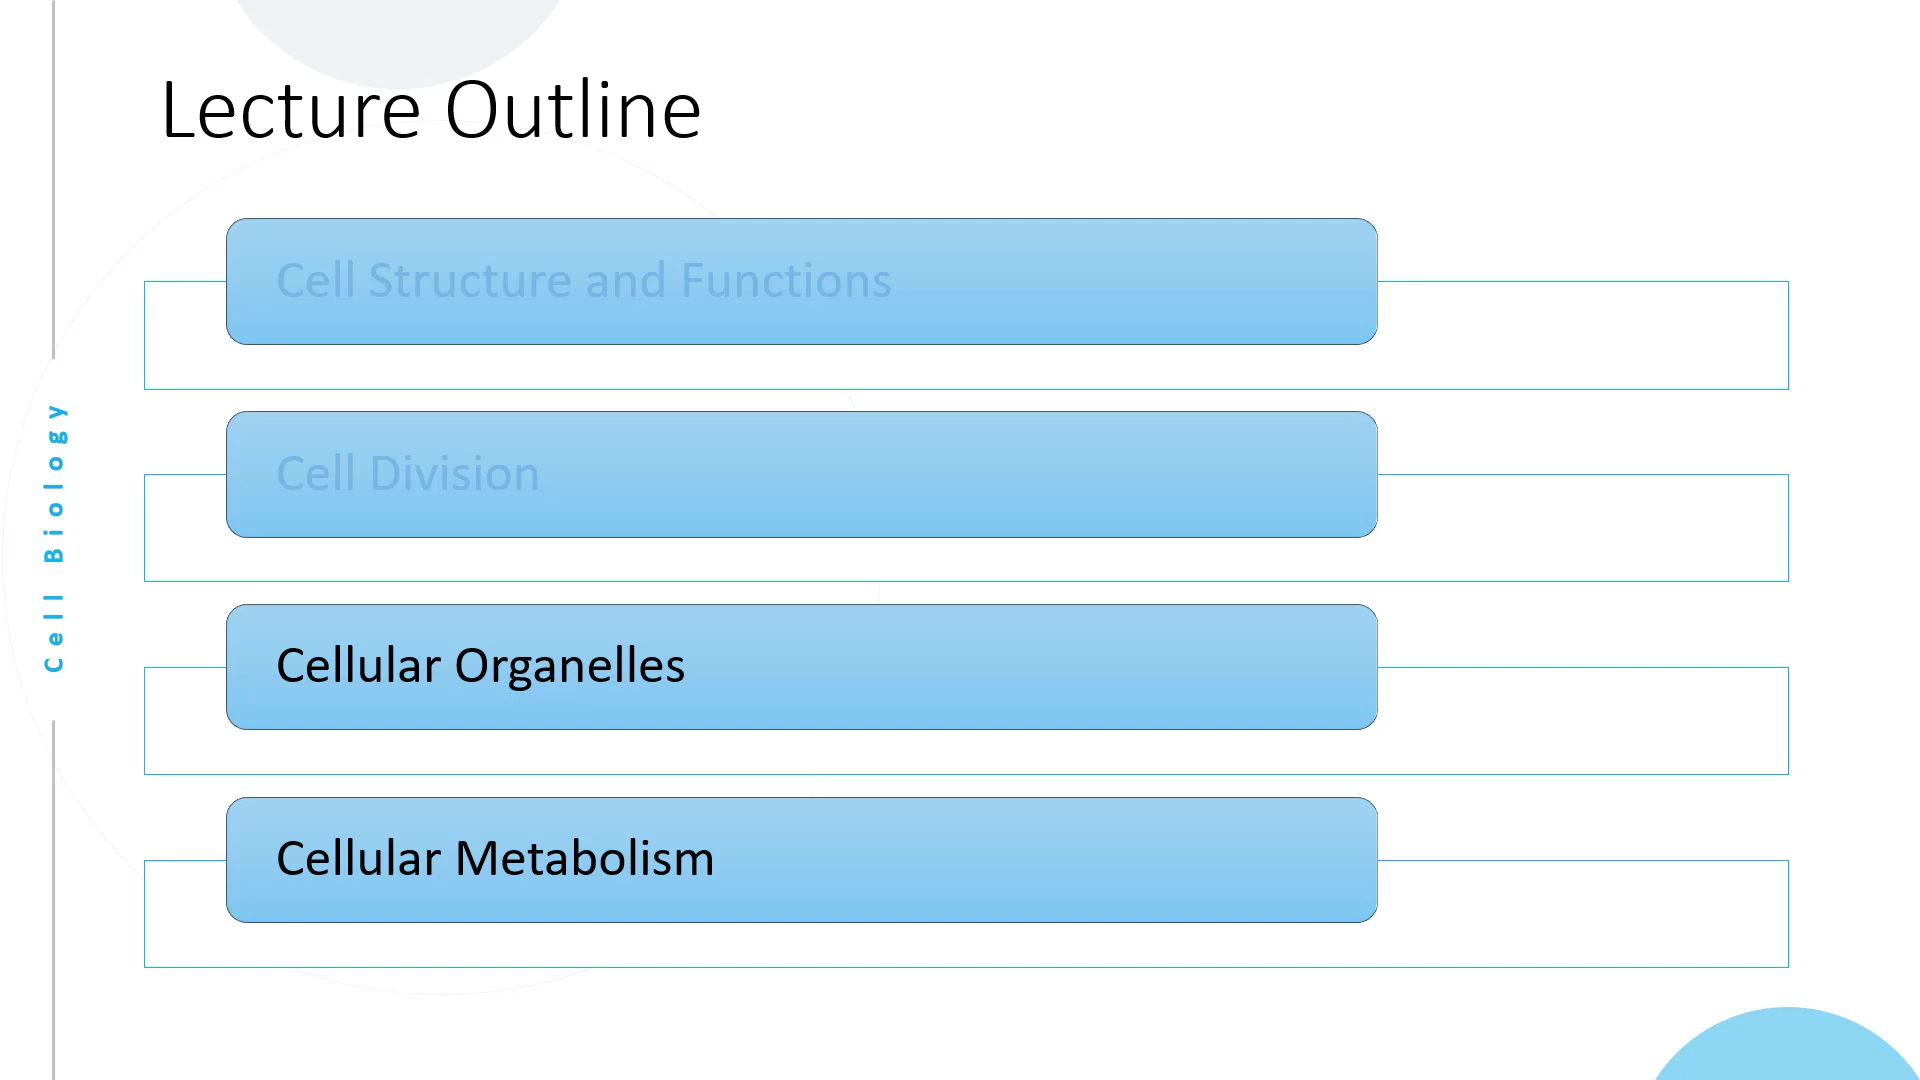 Lecture Outline
Cell Structure and Functions
Cell Division
Cellular Organelles
Cellular Metabolism
Cell Biology